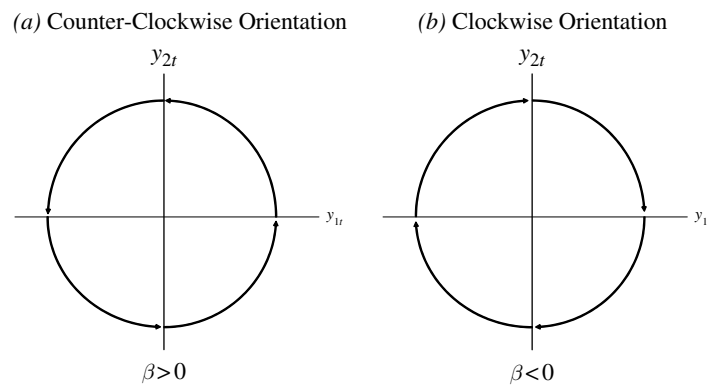 (a) Counter-Clockwise Orientation
y2t
y1t
β>0
(b) Clockwise Orientation
y2t
y1
β<0